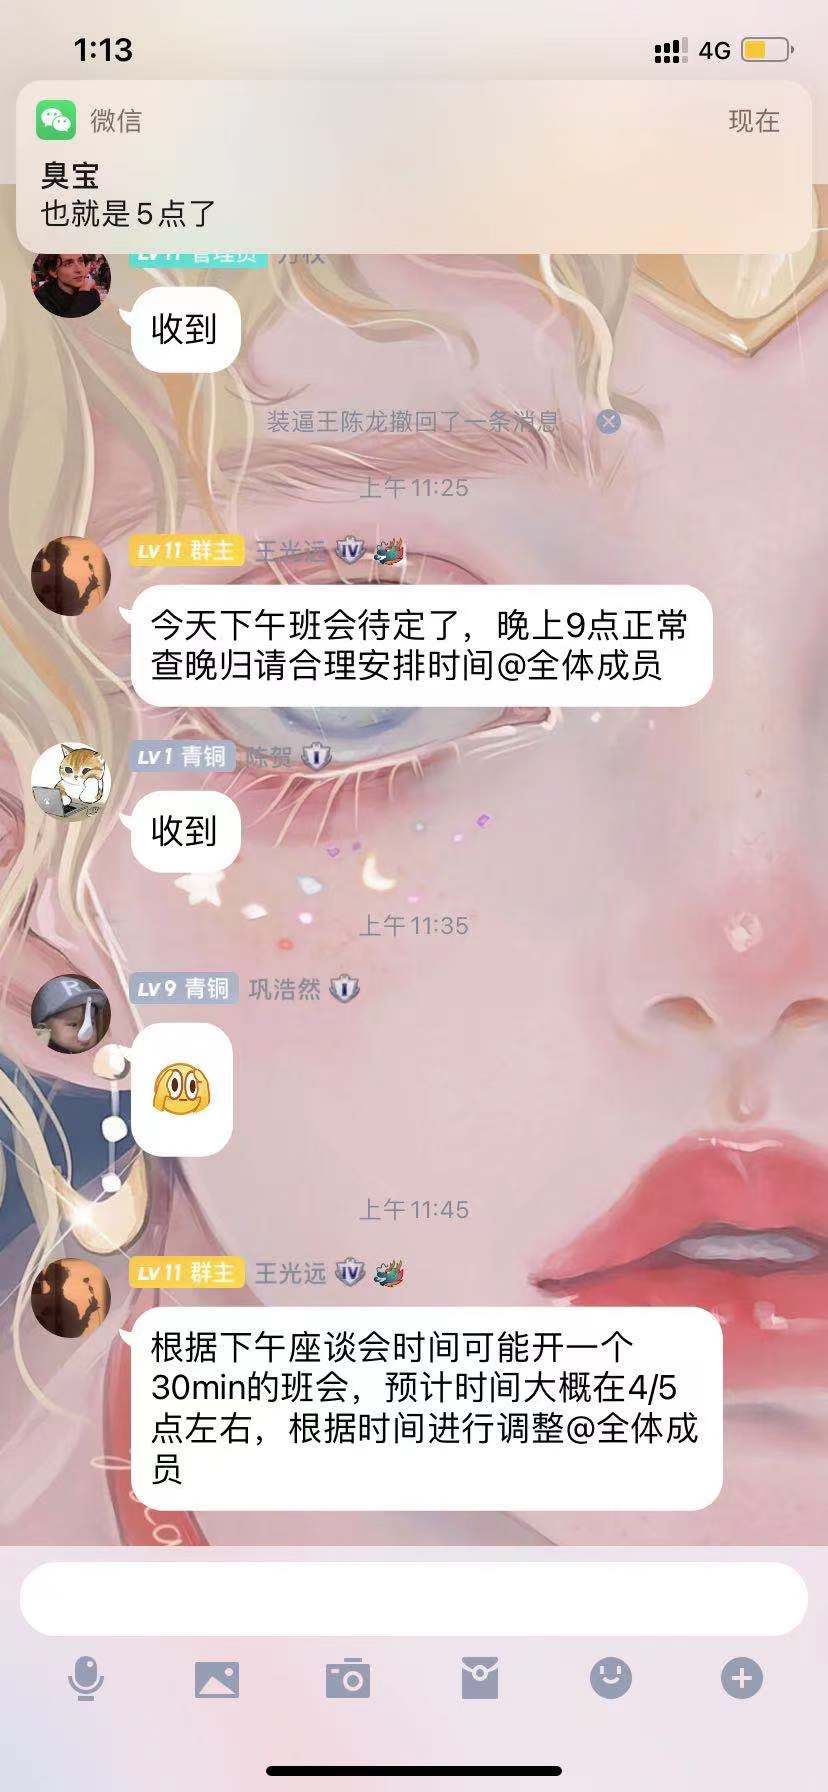 1:13
4G
微信
现在
臭宝
也就是5点了
LV11 管理员
收到
装逼王陈龙撤回了一条消息
上午 11:25
LV11 群主 王光远 IV
今天下午班会待定了，晚上9点正常
查晚归请合理安排时间@全体成员
LV1 青铜 陈贺 I
收到
上午 11:35
LV9 青铜 巩浩然 I
R
上午 11:45
LV11 群主 王光远 IV
根据下午座谈会时间可能开一个
30min的班会，预计时间大概在4/5
点左右，根据时间进行调整@全体成
员